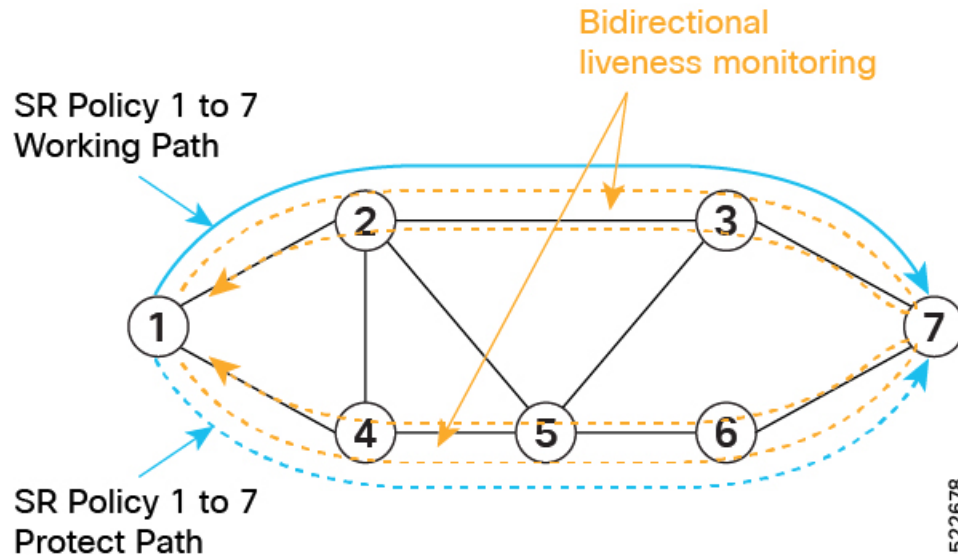 Bidirectional
liveness monitoring
SR Policy 1 to 7
Working Path
2
3
1
7
4
5
6
SR Policy 1 to 7
Protect Path
522678